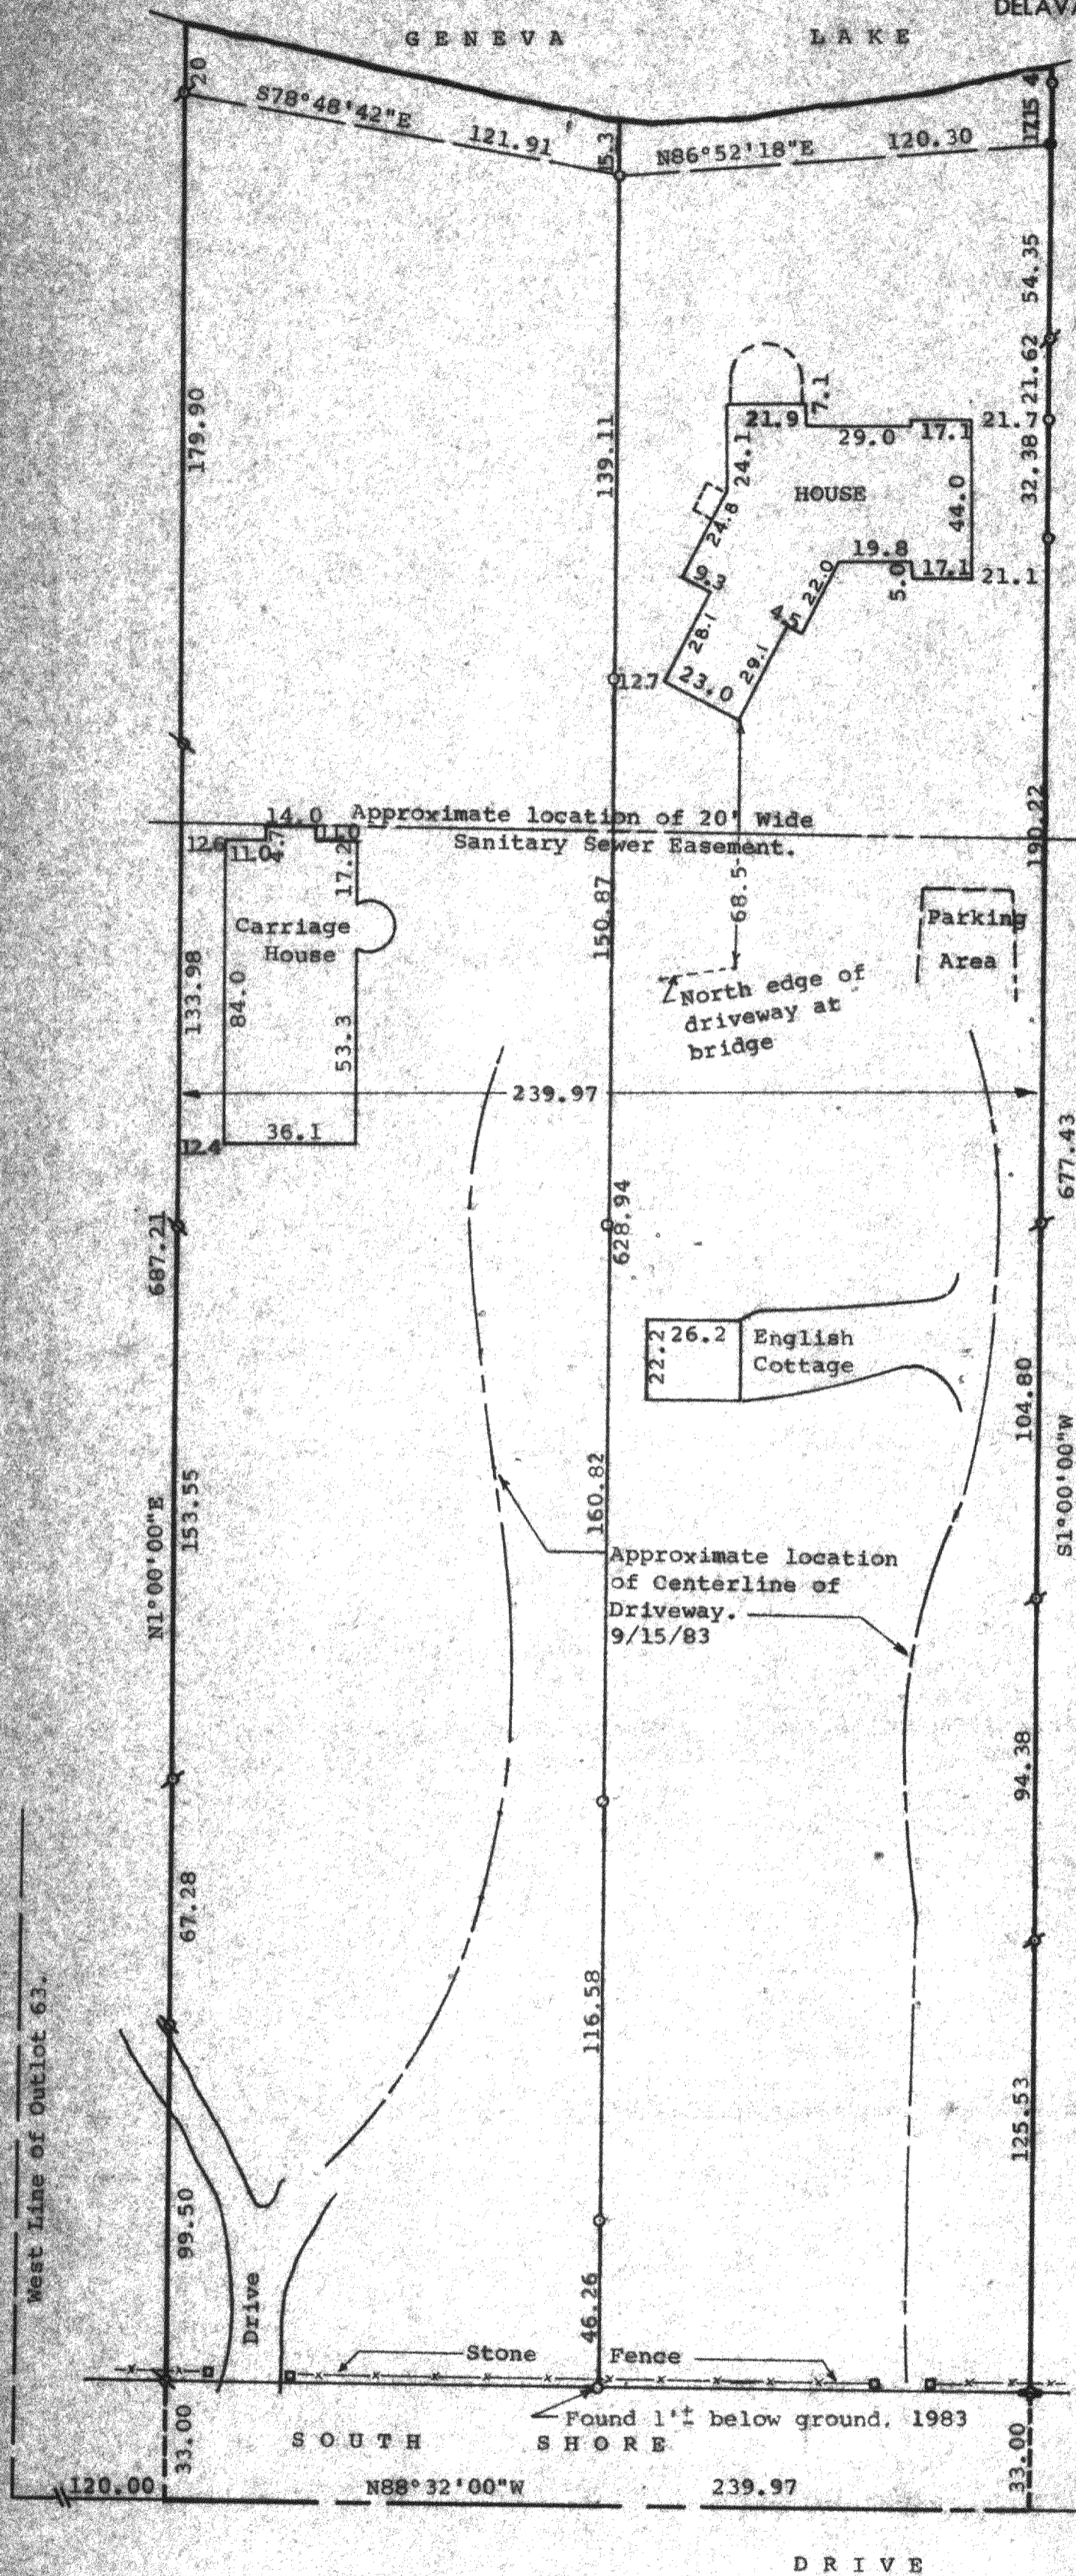 DELAVA
GENEVA LAKE
20
S78°48'42"E 121.91
15.3
N86°52'18"E 120.30
17.15 4
54.35
179.90
139.11
21.62
7.1
21.9
29.0
17.1
21.7
24.1
32.38
HOUSE
44.0
24.8
19.8
9.3
22.0
5.0
17.1
21.1
4.5
28.1
29.1
12.7
23.0
190.22
14.0
Approximate location of 20' Wide
Sanitary Sewer Easement.
12.6
11.0
4.7
11.0
17.2
150.87
68.5
Carriage
House
Parking
Area
133.98
84.0
53.3
North edge of
driveway at
bridge
239.97
36.1
12.4
677.43
628.94
687.21
22.2
26.2
English
Cottage
104.80
S1°00'00"W
160.82
N1°00'00"E
153.55
Approximate location
of Centerline of
Driveway.
9/15/83
94.38
67.28
116.58
125.53
West Line of Outlot 63.
99.50
Drive
46.26
Stone Fence
Found 1'± below ground, 1983
33.00
SOUTH SHORE
33.00
120.00
N88°32'00"W 239.97
DRIVE